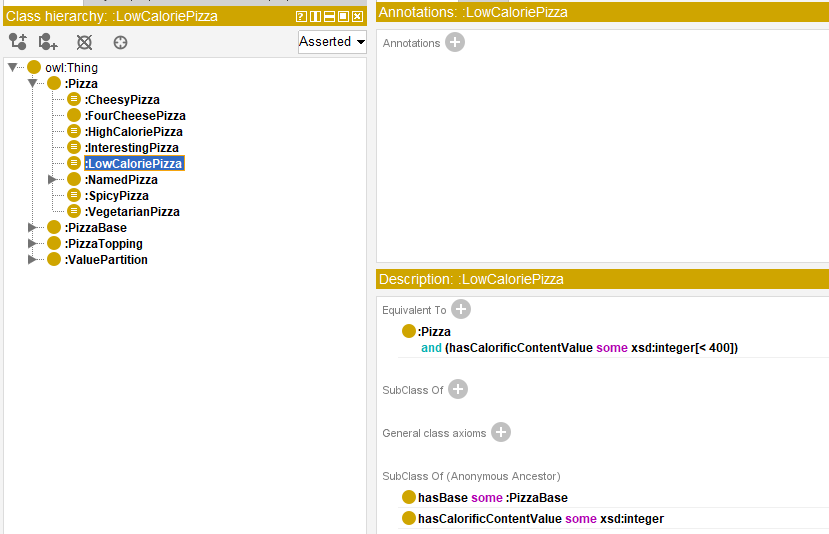 Class hierarchy: :LowCaloriePizza
Asserted
owl:Thing
:Pizza
:CheesyPizza
:FourCheesePizza
:HighCaloriePizza
:InterestingPizza
:LowCaloriePizza
:NamedPizza
:SpicyPizza
:VegetarianPizza
:PizzaBase
:PizzaTopping
:ValuePartition
Annotations: :LowCaloriePizza
Annotations
Description: :LowCaloriePizza
Equivalent To
:Pizza
and (hasCalorificContentValue some xsd:integer[< 400])
SubClass Of
General class axioms
SubClass Of (Anonymous Ancestor)
hasBase some :PizzaBase
hasCalorificContentValue some xsd:integer